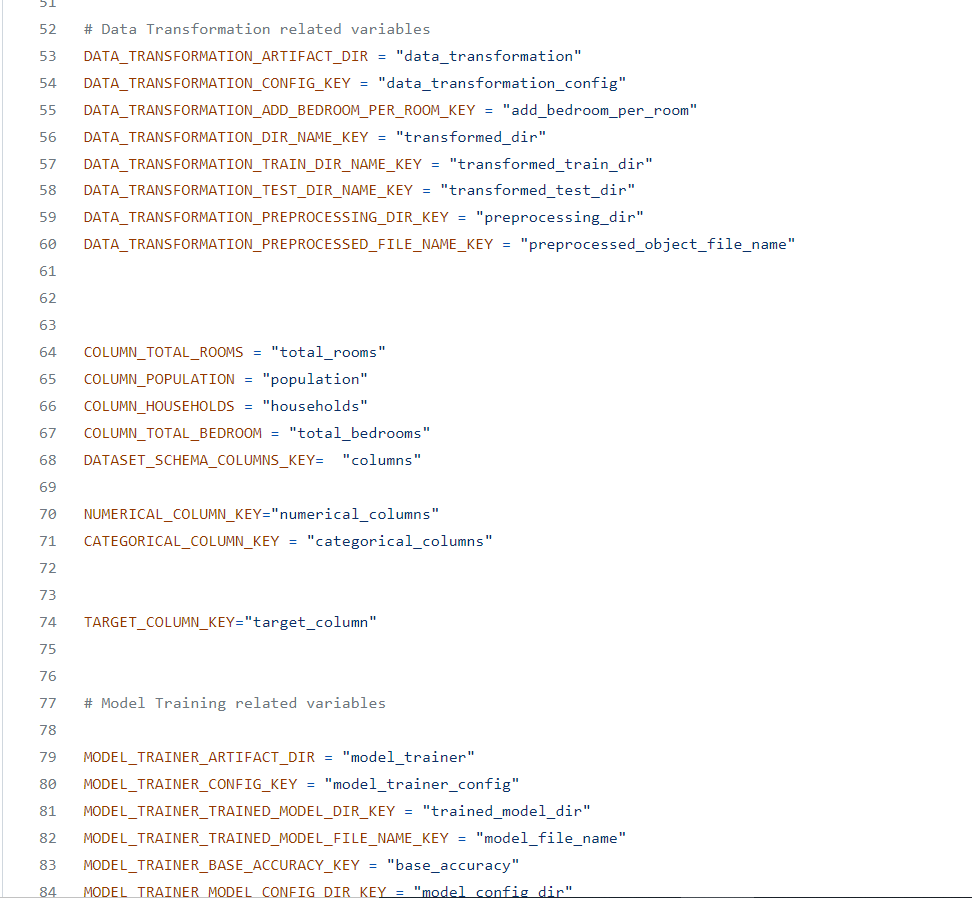 51
52 # Data Transformation related variables
53 DATA_TRANSFORMATION_ARTIFACT_DIR = "data_transformation"
54 DATA_TRANSFORMATION_CONFIG_KEY = "data_transformation_config"
55 DATA_TRANSFORMATION_ADD_BEDROOM_PER_ROOM_KEY = "add_bedroom_per_room"
56 DATA_TRANSFORMATION_DIR_NAME_KEY = "transformed_dir"
57 DATA_TRANSFORMATION_TRAIN_DIR_NAME_KEY = "transformed_train_dir"
58 DATA_TRANSFORMATION_TEST_DIR_NAME_KEY = "transformed_test_dir"
59 DATA_TRANSFORMATION_PREPROCESSING_DIR_KEY = "preprocessing_dir"
60 DATA_TRANSFORMATION_PREPROCESSED_FILE_NAME_KEY = "preprocessed_object_file_name"
61
62
63
64 COLUMN_TOTAL_ROOMS = "total_rooms"
65 COLUMN_POPULATION = "population"
66 COLUMN_HOUSEHOLDS = "households"
67 COLUMN_TOTAL_BEDROOM = "total_bedrooms"
68 DATASET_SCHEMA_COLUMNS_KEY=  "columns"
69
70 NUMERICAL_COLUMN_KEY="numerical_columns"
71 CATEGORICAL_COLUMN_KEY = "categorical_columns"
72
73
74 TARGET_COLUMN_KEY="target_column"
75
76
77 # Model Training related variables
78
79 MODEL_TRAINER_ARTIFACT_DIR = "model_trainer"
80 MODEL_TRAINER_CONFIG_KEY = "model_trainer_config"
81 MODEL_TRAINER_TRAINED_MODEL_DIR_KEY = "trained_model_dir"
82 MODEL_TRAINER_TRAINED_MODEL_FILE_NAME_KEY = "model_file_name"
83 MODEL_TRAINER_BASE_ACCURACY_KEY = "base_accuracy"
84 MODEL_TRAINER_MODEL_CONFIG_DIR_KEY = "model_config_dir"